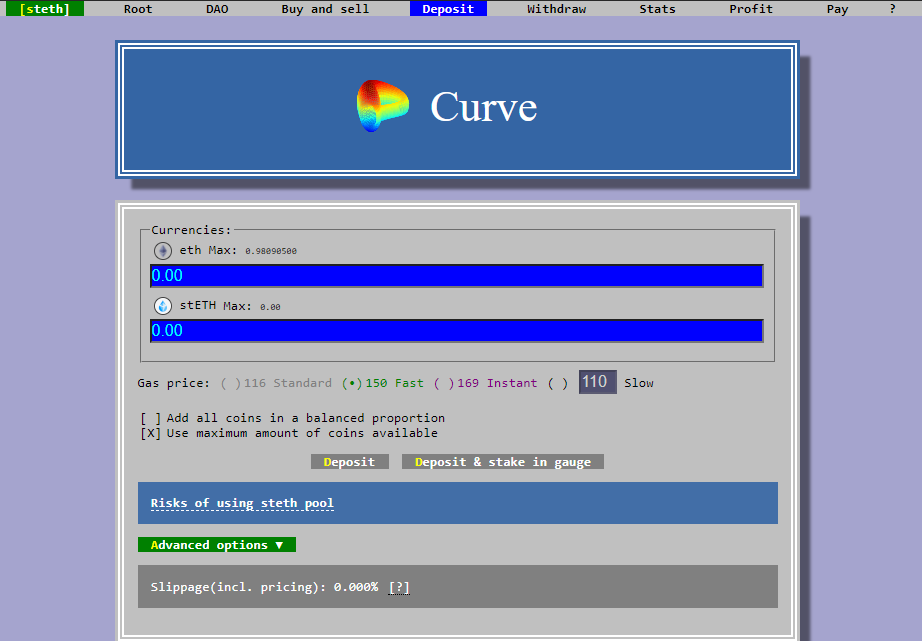 [steth] Root DAO Buy and sell Deposit Withdraw Stats Profit Pay ?
Curve
Currencies:
eth Max: 0.98090500
0.00
stETH Max: 0.00
0.00
Gas price: ( )116 Standard (•)150 Fast ( )169 Instant ( ) 110 Slow
[ ] Add all coins in a balanced proportion
[X] Use maximum amount of coins available
Deposit Deposit & stake in gauge
Risks of using steth pool
Advanced options ▼
Slippage(incl. pricing): 0.000% [?]